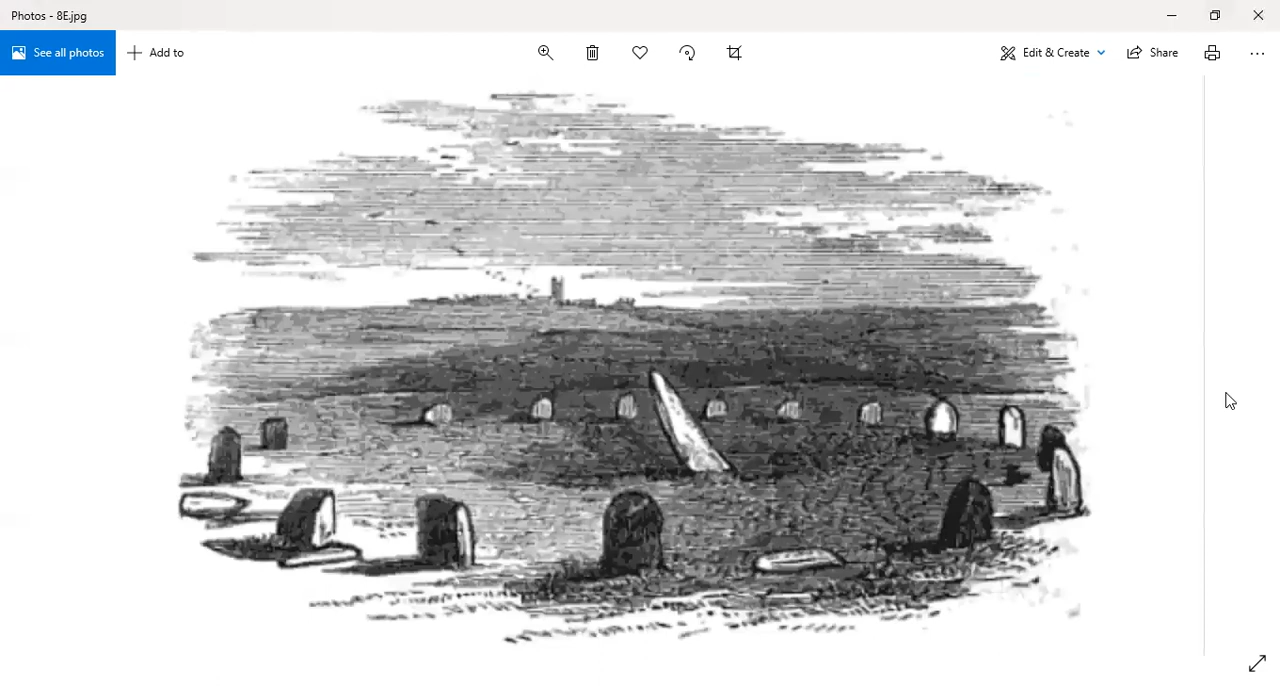 Photos - 8E.jpg
See all photos
Add to
Edit & Create
Share